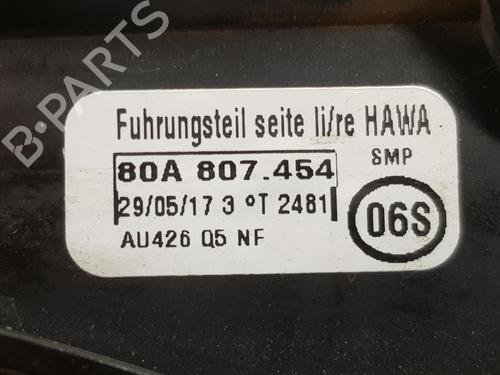 Fuhrungsteil seite li/re HAWA
SMP
80A 807.454
29/05/17 3 °T 2481
06S
AU426 Q5 NF
B-PARTS